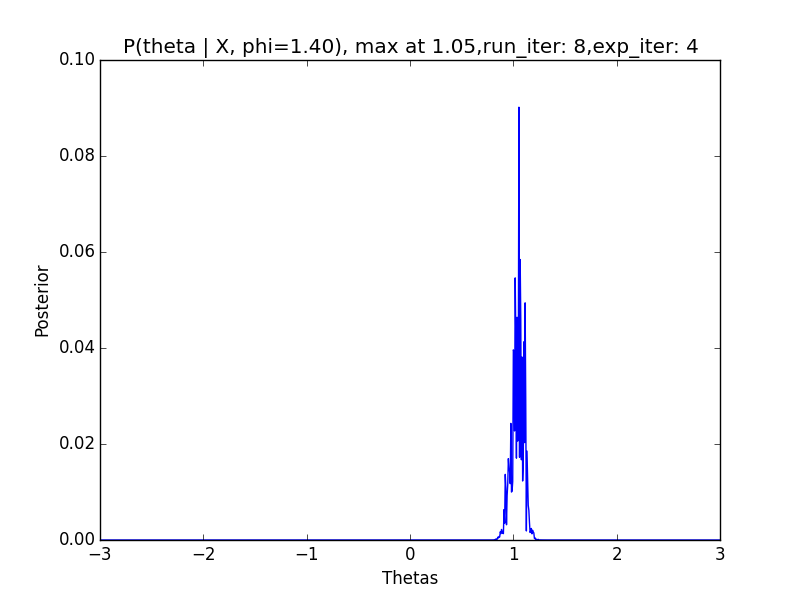 P(theta | X, phi=1.40), max at 1.05,run_iter: 8,exp_iter: 4
0.10
0.08
0.06
0.04
0.02
0.00
Posterior
−3 −2 −1 0 1 2 3
Thetas